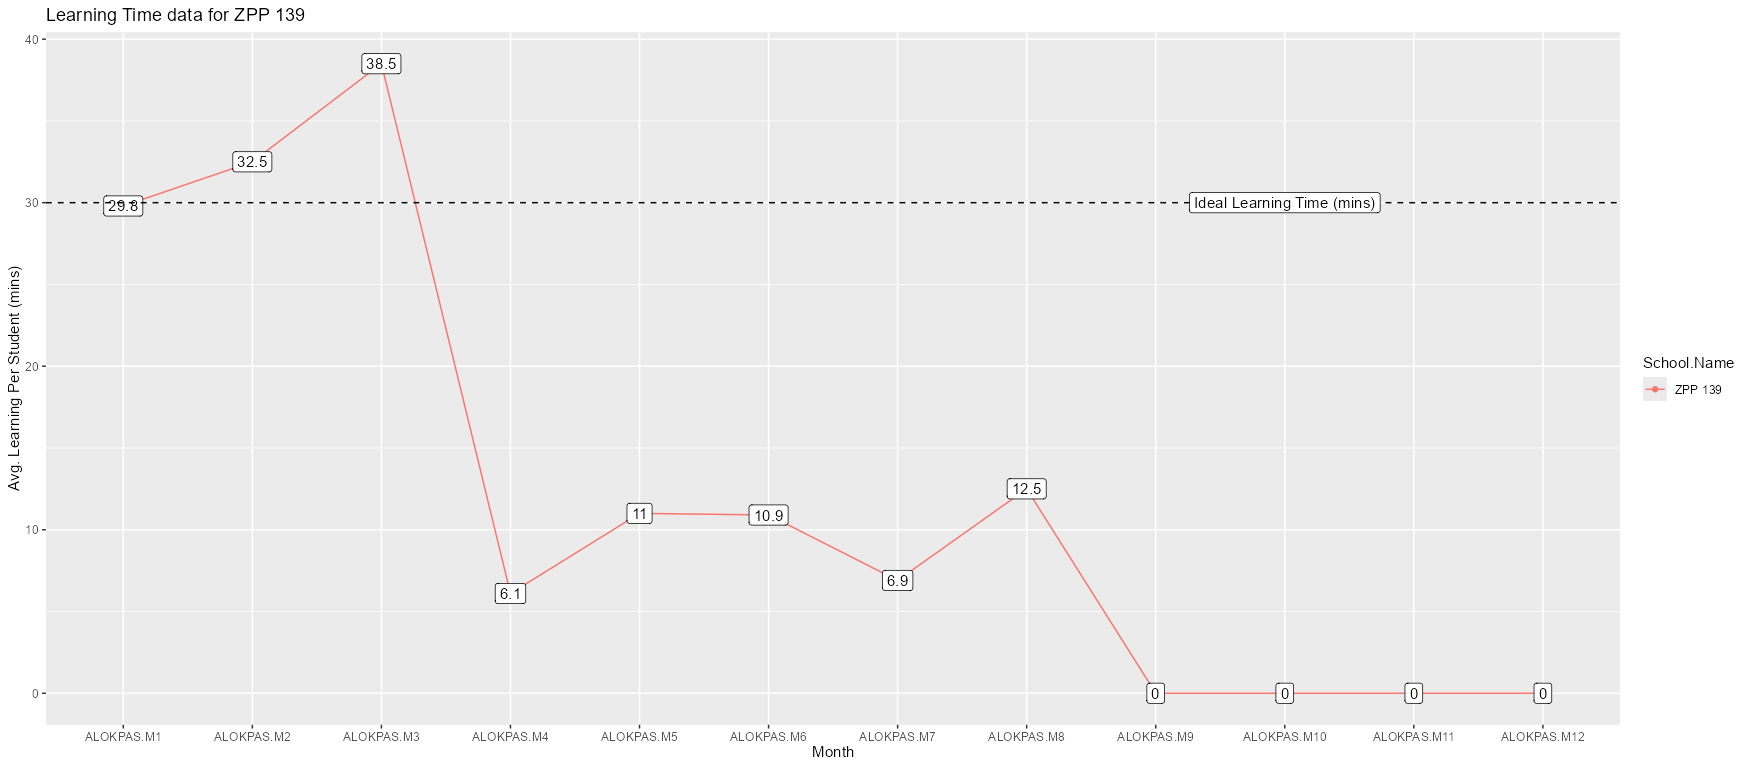 Learning Time data for ZPP 139
Avg. Learning Per Student (mins)
40
30
20
10
0
29.8
32.5
38.5
6.1
11
10.9
6.9
12.5
0
0
0
0
Ideal Learning Time (mins)
ALOKPAS.M1
ALOKPAS.M2
ALOKPAS.M3
ALOKPAS.M4
ALOKPAS.M5
ALOKPAS.M6
ALOKPAS.M7
ALOKPAS.M8
ALOKPAS.M9
ALOKPAS.M10
ALOKPAS.M11
ALOKPAS.M12
Month
School.Name
ZPP 139